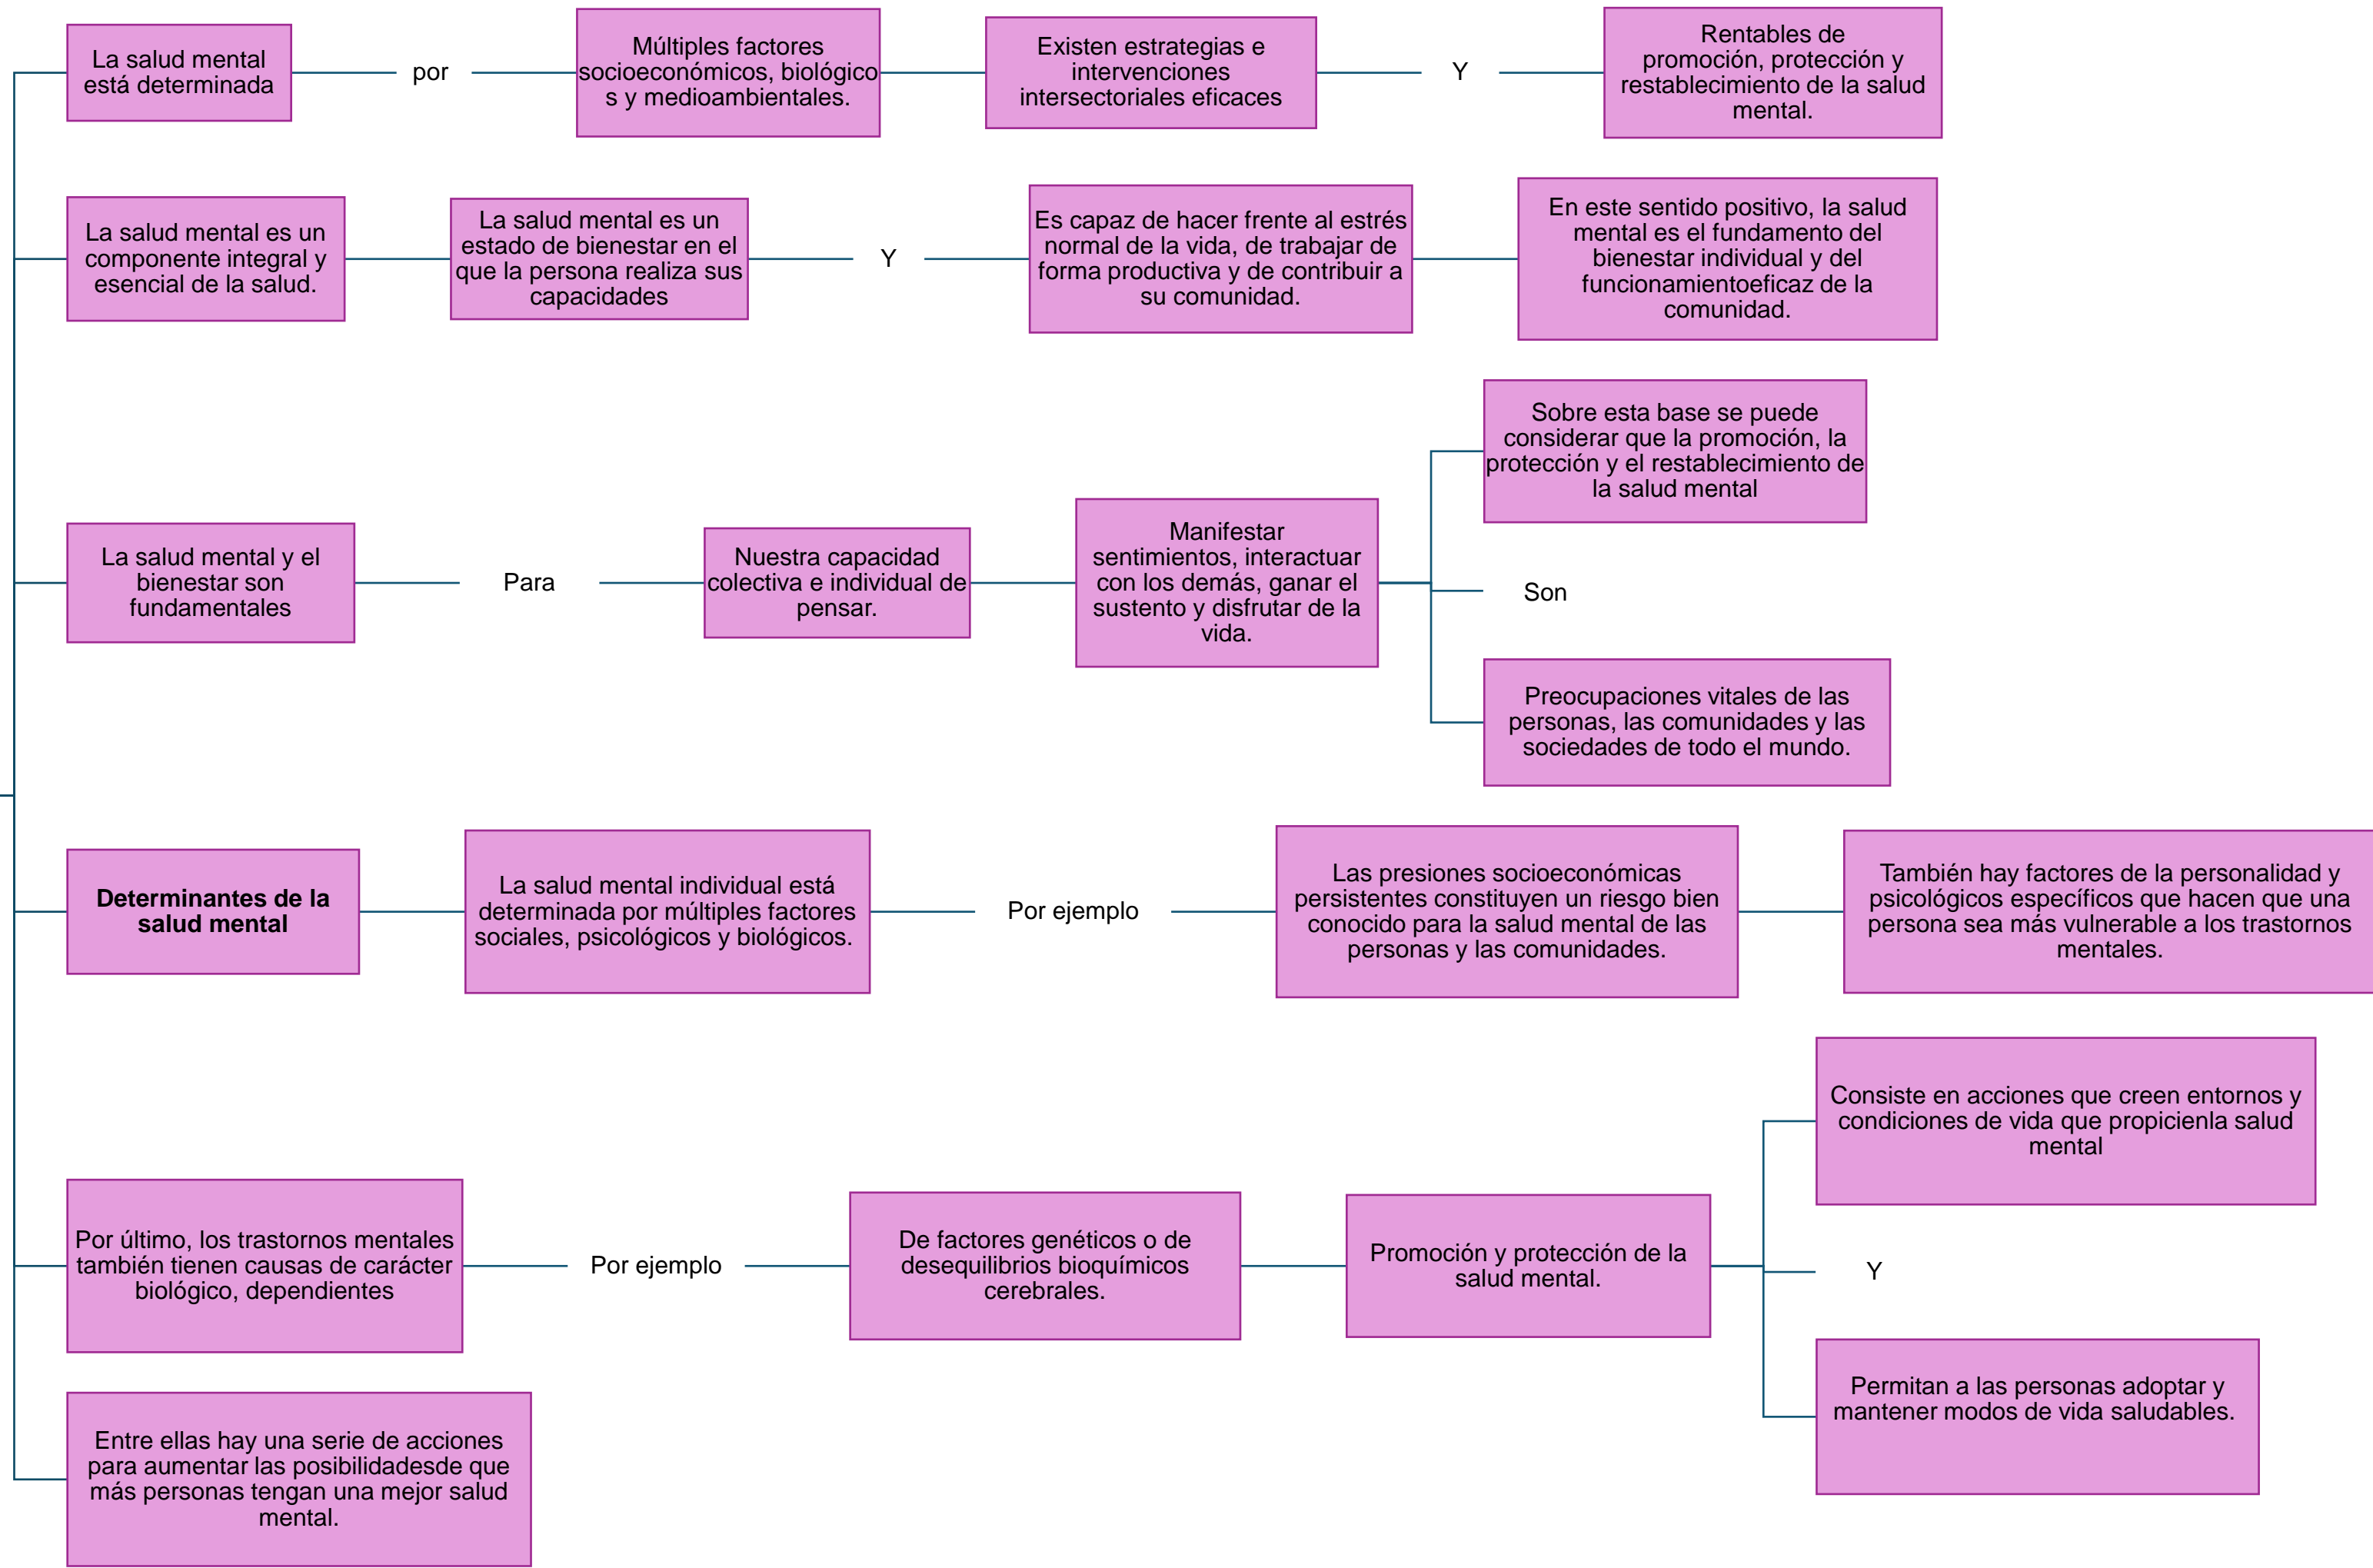 La salud mental
está determinada
por
Múltiples factores
socioeconómicos, biológico
s y medioambientales.
Existen estrategias e
intervenciones
intersectoriales eficaces
Y
Rentables de
promoción, protección y
restablecimiento de la salud
mental.
La salud mental es un
componente integral y
esencial de la salud.
La salud mental es un
estado de bienestar en el
que la persona realiza sus
capacidades
Y
Es capaz de hacer frente al estrés
normal de la vida, de trabajar de
forma productiva y de contribuir a
su comunidad.
En este sentido positivo, la salud
mental es el fundamento del
bienestar individual y del
funcionamientoeficaz de la
comunidad.
La salud mental y el
bienestar son
fundamentales
Para
Nuestra capacidad
colectiva e individual de
pensar.
Manifestar
sentimientos, interactuar
con los demás, ganar el
sustento y disfrutar de la
vida.
Sobre esta base se puede
considerar que la promoción, la
protección y el restablecimiento de
la salud mental
Son
Preocupaciones vitales de las
personas, las comunidades y las
sociedades de todo el mundo.
Determinantes de la
salud mental
La salud mental individual está
determinada por múltiples factores
sociales, psicológicos y biológicos.
Por ejemplo
Las presiones socioeconómicas
persistentes constituyen un riesgo bien
conocido para la salud mental de las
personas y las comunidades.
También hay factores de la personalidad y
psicológicos específicos que hacen que una
persona sea más vulnerable a los trastornos
mentales.
Por último, los trastornos mentales
también tienen causas de carácter
biológico, dependientes
Por ejemplo
De factores genéticos o de
desequilibrios bioquímicos
cerebrales.
Promoción y protección de la
salud mental.
Consiste en acciones que creen entornos y
condiciones de vida que propicienla salud
mental
Y
Permitan a las personas adoptar y
mantener modos de vida saludables.
Entre ellas hay una serie de acciones
para aumentar las posibilidadesde que
más personas tengan una mejor salud
mental.